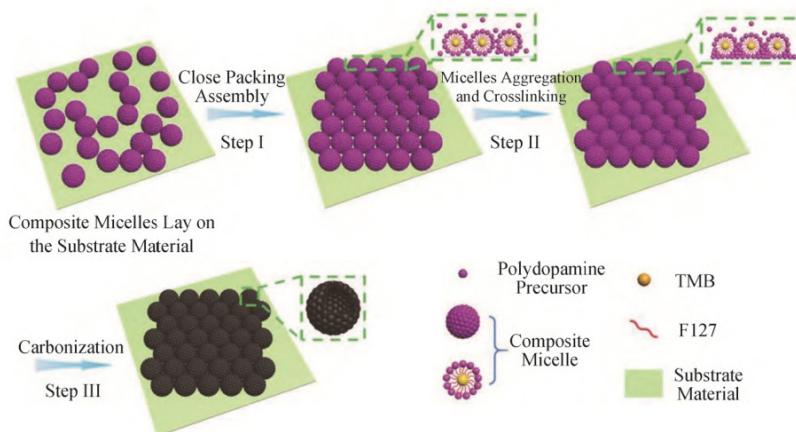 Close Packing
Assembly
Step I
Micelles Aggregation
and Crosslinking
Step II
Composite Micelles Lay on
the Substrate Material
Carbonization
Step III
Polydopamine
Precursor
Composite
Micelle
TMB
F127
Substrate
Material